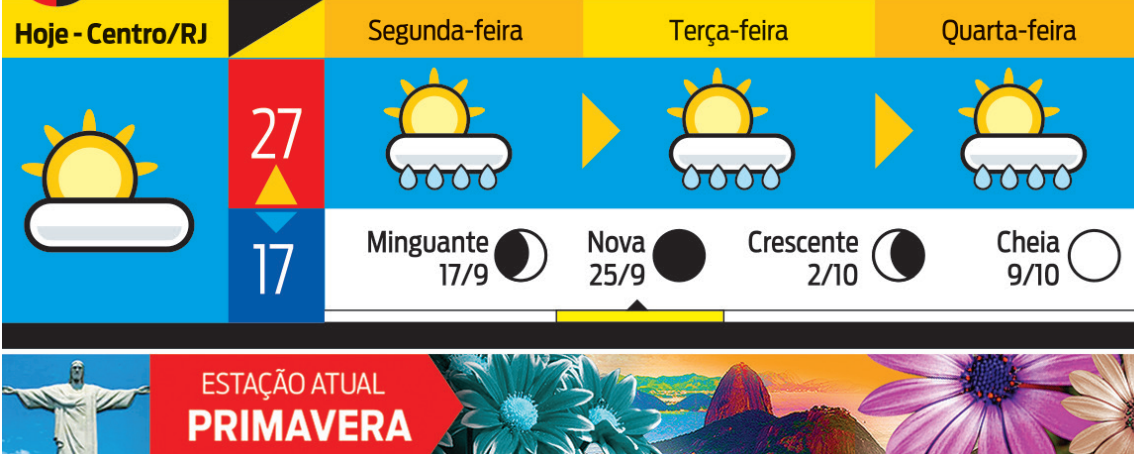 Hoje - Centro/RJ
Segunda-feira
Terça-feira
Quarta-feira
27
17
Minguante
17/9
Nova
25/9
Crescente
2/10
Cheia
9/10
ESTAÇÃO ATUAL
PRIMAVERA